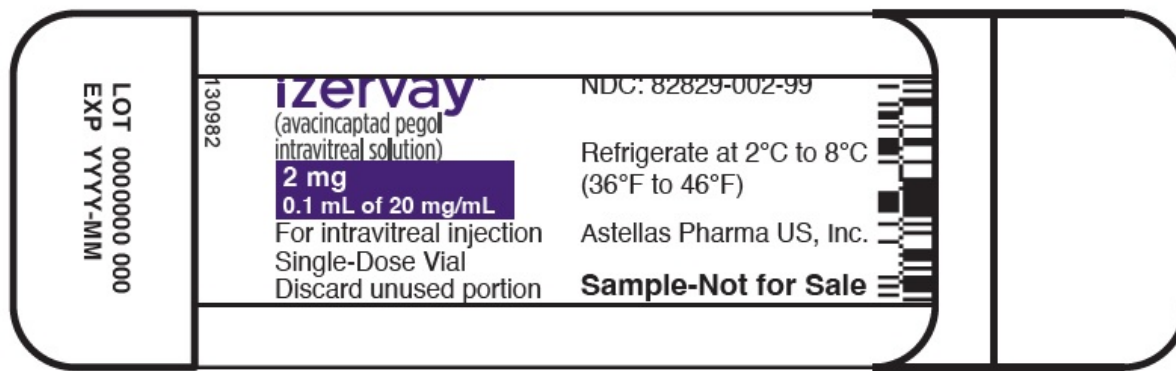 LOT 0000000 000
EXP YYYY-MM
130982
izervay™
(avacincaptad pegol
intravitreal solution)
2 mg
0.1 mL of 20 mg/mL
For intravitreal injection
Single-Dose Vial
Discard unused portion
NDC: 82829-002-99
Refrigerate at 2°C to 8°C
(36°F to 46°F)
Astellas Pharma US, Inc.
Sample-Not for Sale